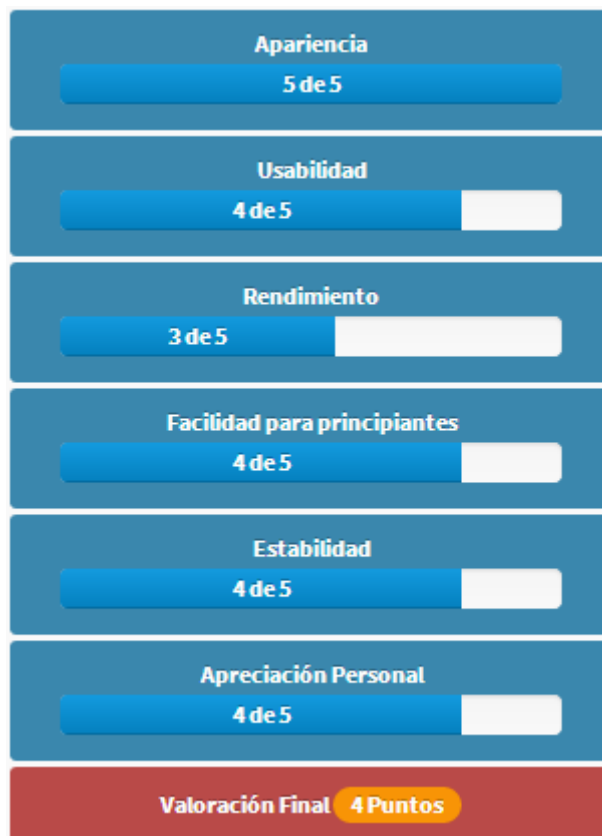 Apariencia
5 de 5
Usabilidad
4 de 5
Rendimiento
3 de 5
Facilidad para principiantes
4 de 5
Estabilidad
4 de 5
Apreciación Personal
4 de 5
Valoración Final 4 Puntos